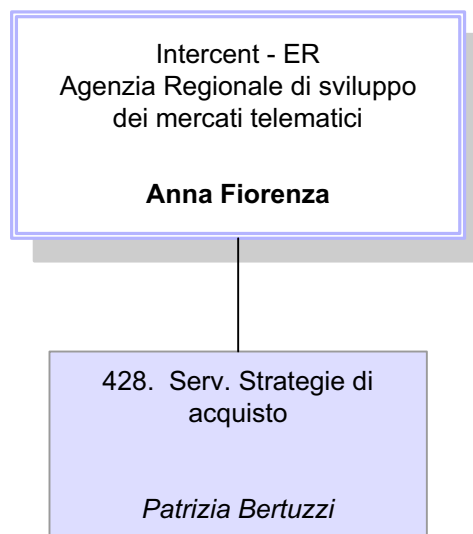 Intercent - ER
Agenzia Regionale di sviluppo
dei mercati telematici
Anna Fiorenza
428. Serv. Strategie di
acquisto
Patrizia Bertuzzi